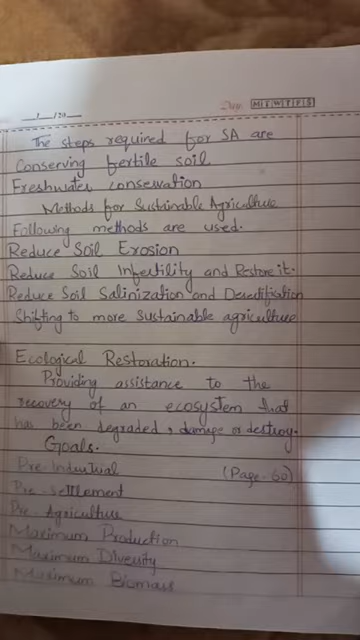 Day: M T W T F S
The steps required for SA are
Conserving fertile soil
Freshwater conservation
Methods for Sustainable Agriculture
Following methods are used.
Reduce Soil Erosion
Reduce Soil Infertility and Restore it.
Reduce Soil Salinization and Desertification
Shifting to more sustainable agriculture
Ecological Restoration.
Providing assistance to the
recovery of an ecosystem that
has been degraded, damage or destroy.
Goals.
Pre-Industrial (Page-60)
Pre-Settlement
Pre-Agriculture
Maximum Production
Maximum Diversity
Maximum Biomass